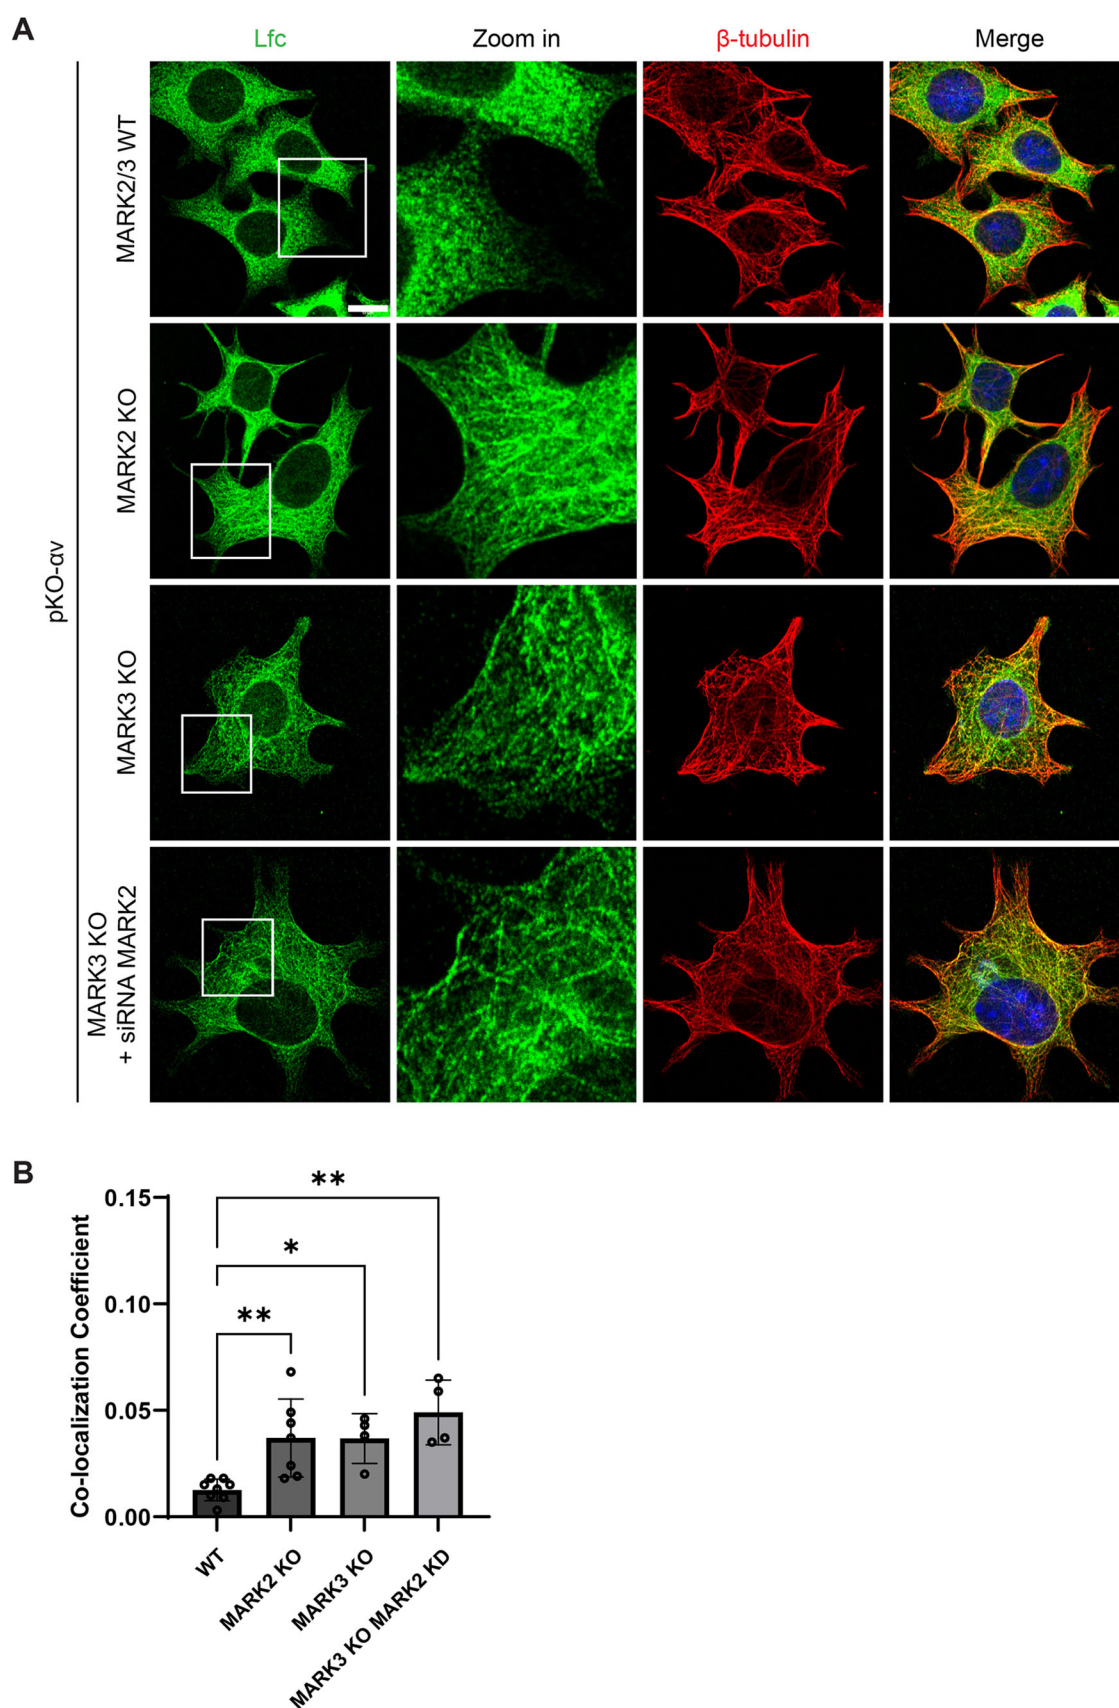 A
Lfc
Zoom in
β-tubulin
Merge
pKO-αv
MARK2/3 WT
MARK2 KO
MARK3 KO
MARK3 KO
+ siRNA MARK2
B
Co-localization Coefficient
0.15
0.10
0.05
0.00
**
*
**
WT
MARK2 KO
MARK3 KO
MARK3 KO MARK2 KD